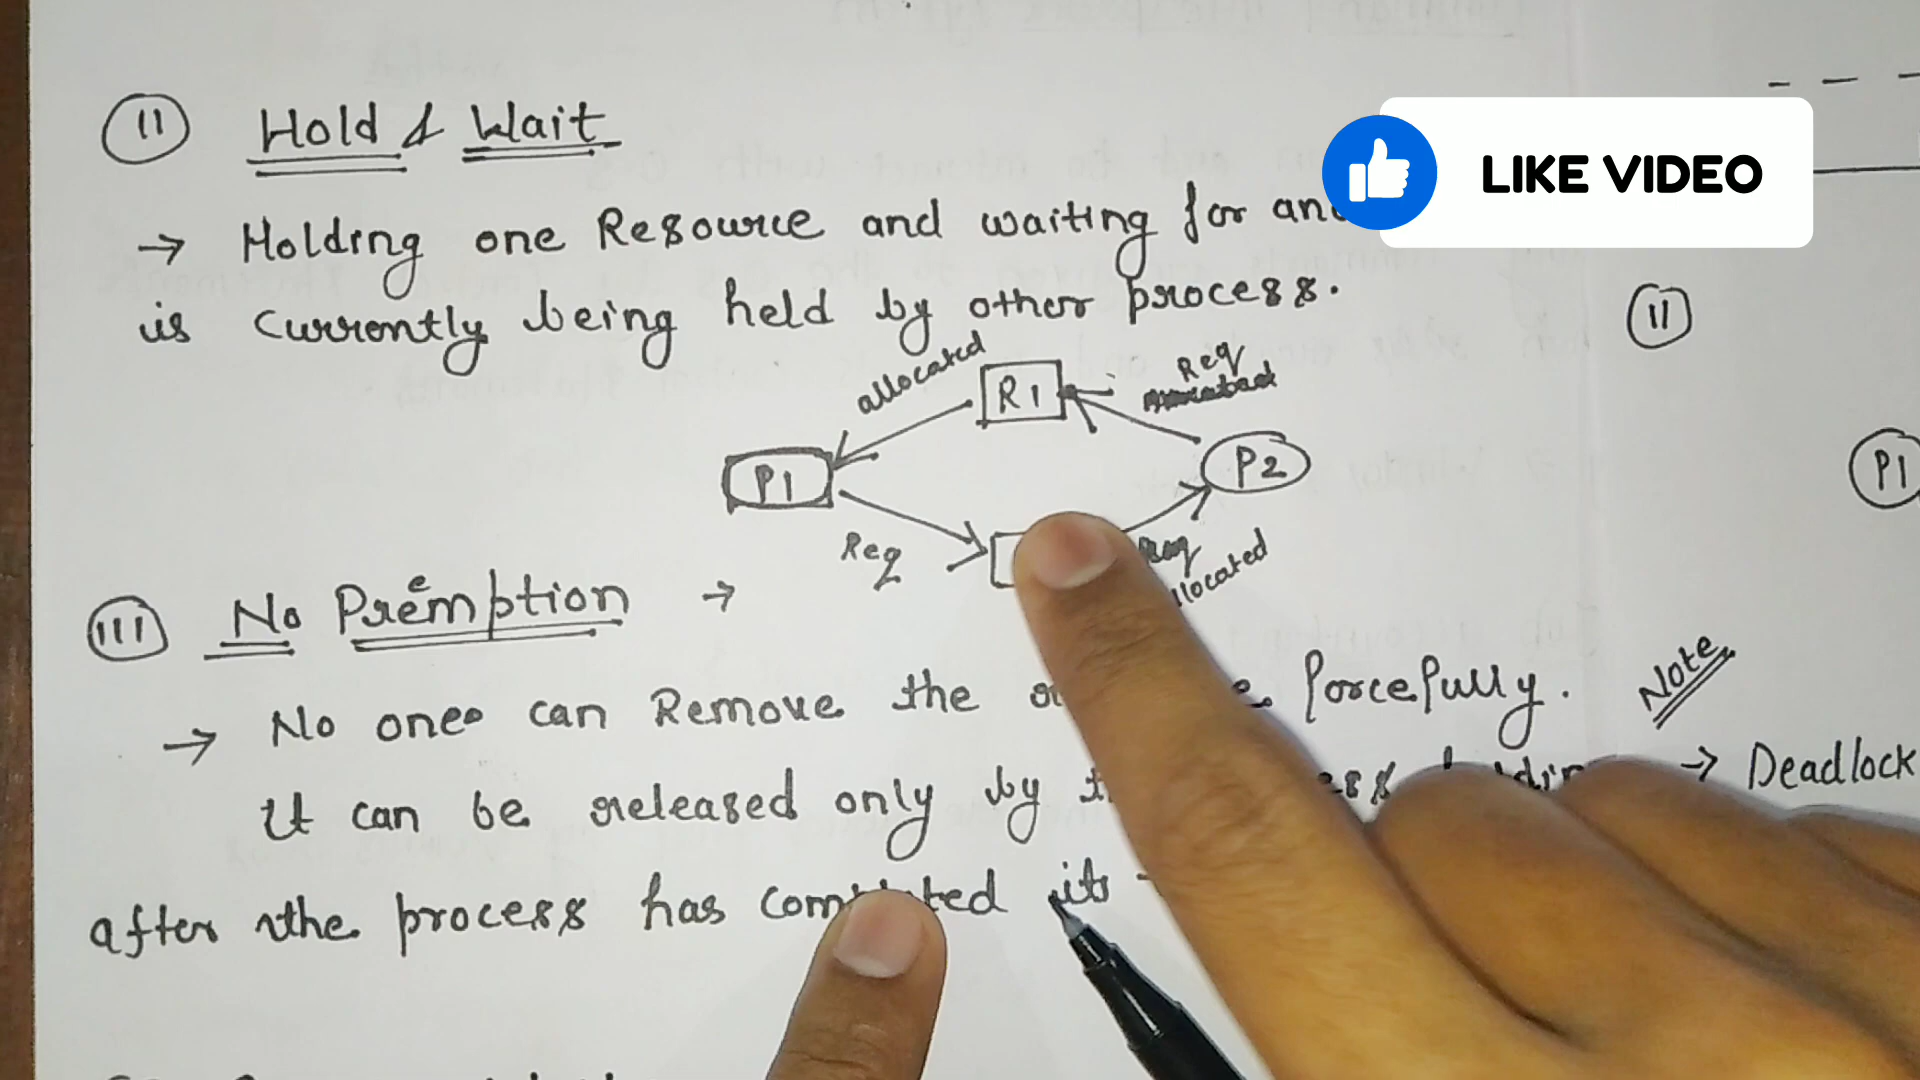 II Hold & Wait
LIKE VIDEO
→ Holding one Resource and waiting for
is currently being held by other process.
II
allocated
R1
Req
P1
P2
P1
Req
allocated
III No Preemption →
→ No one can Remove the forcefully.
Note
It can be released only by
→ Deadlock
after the process has completed its